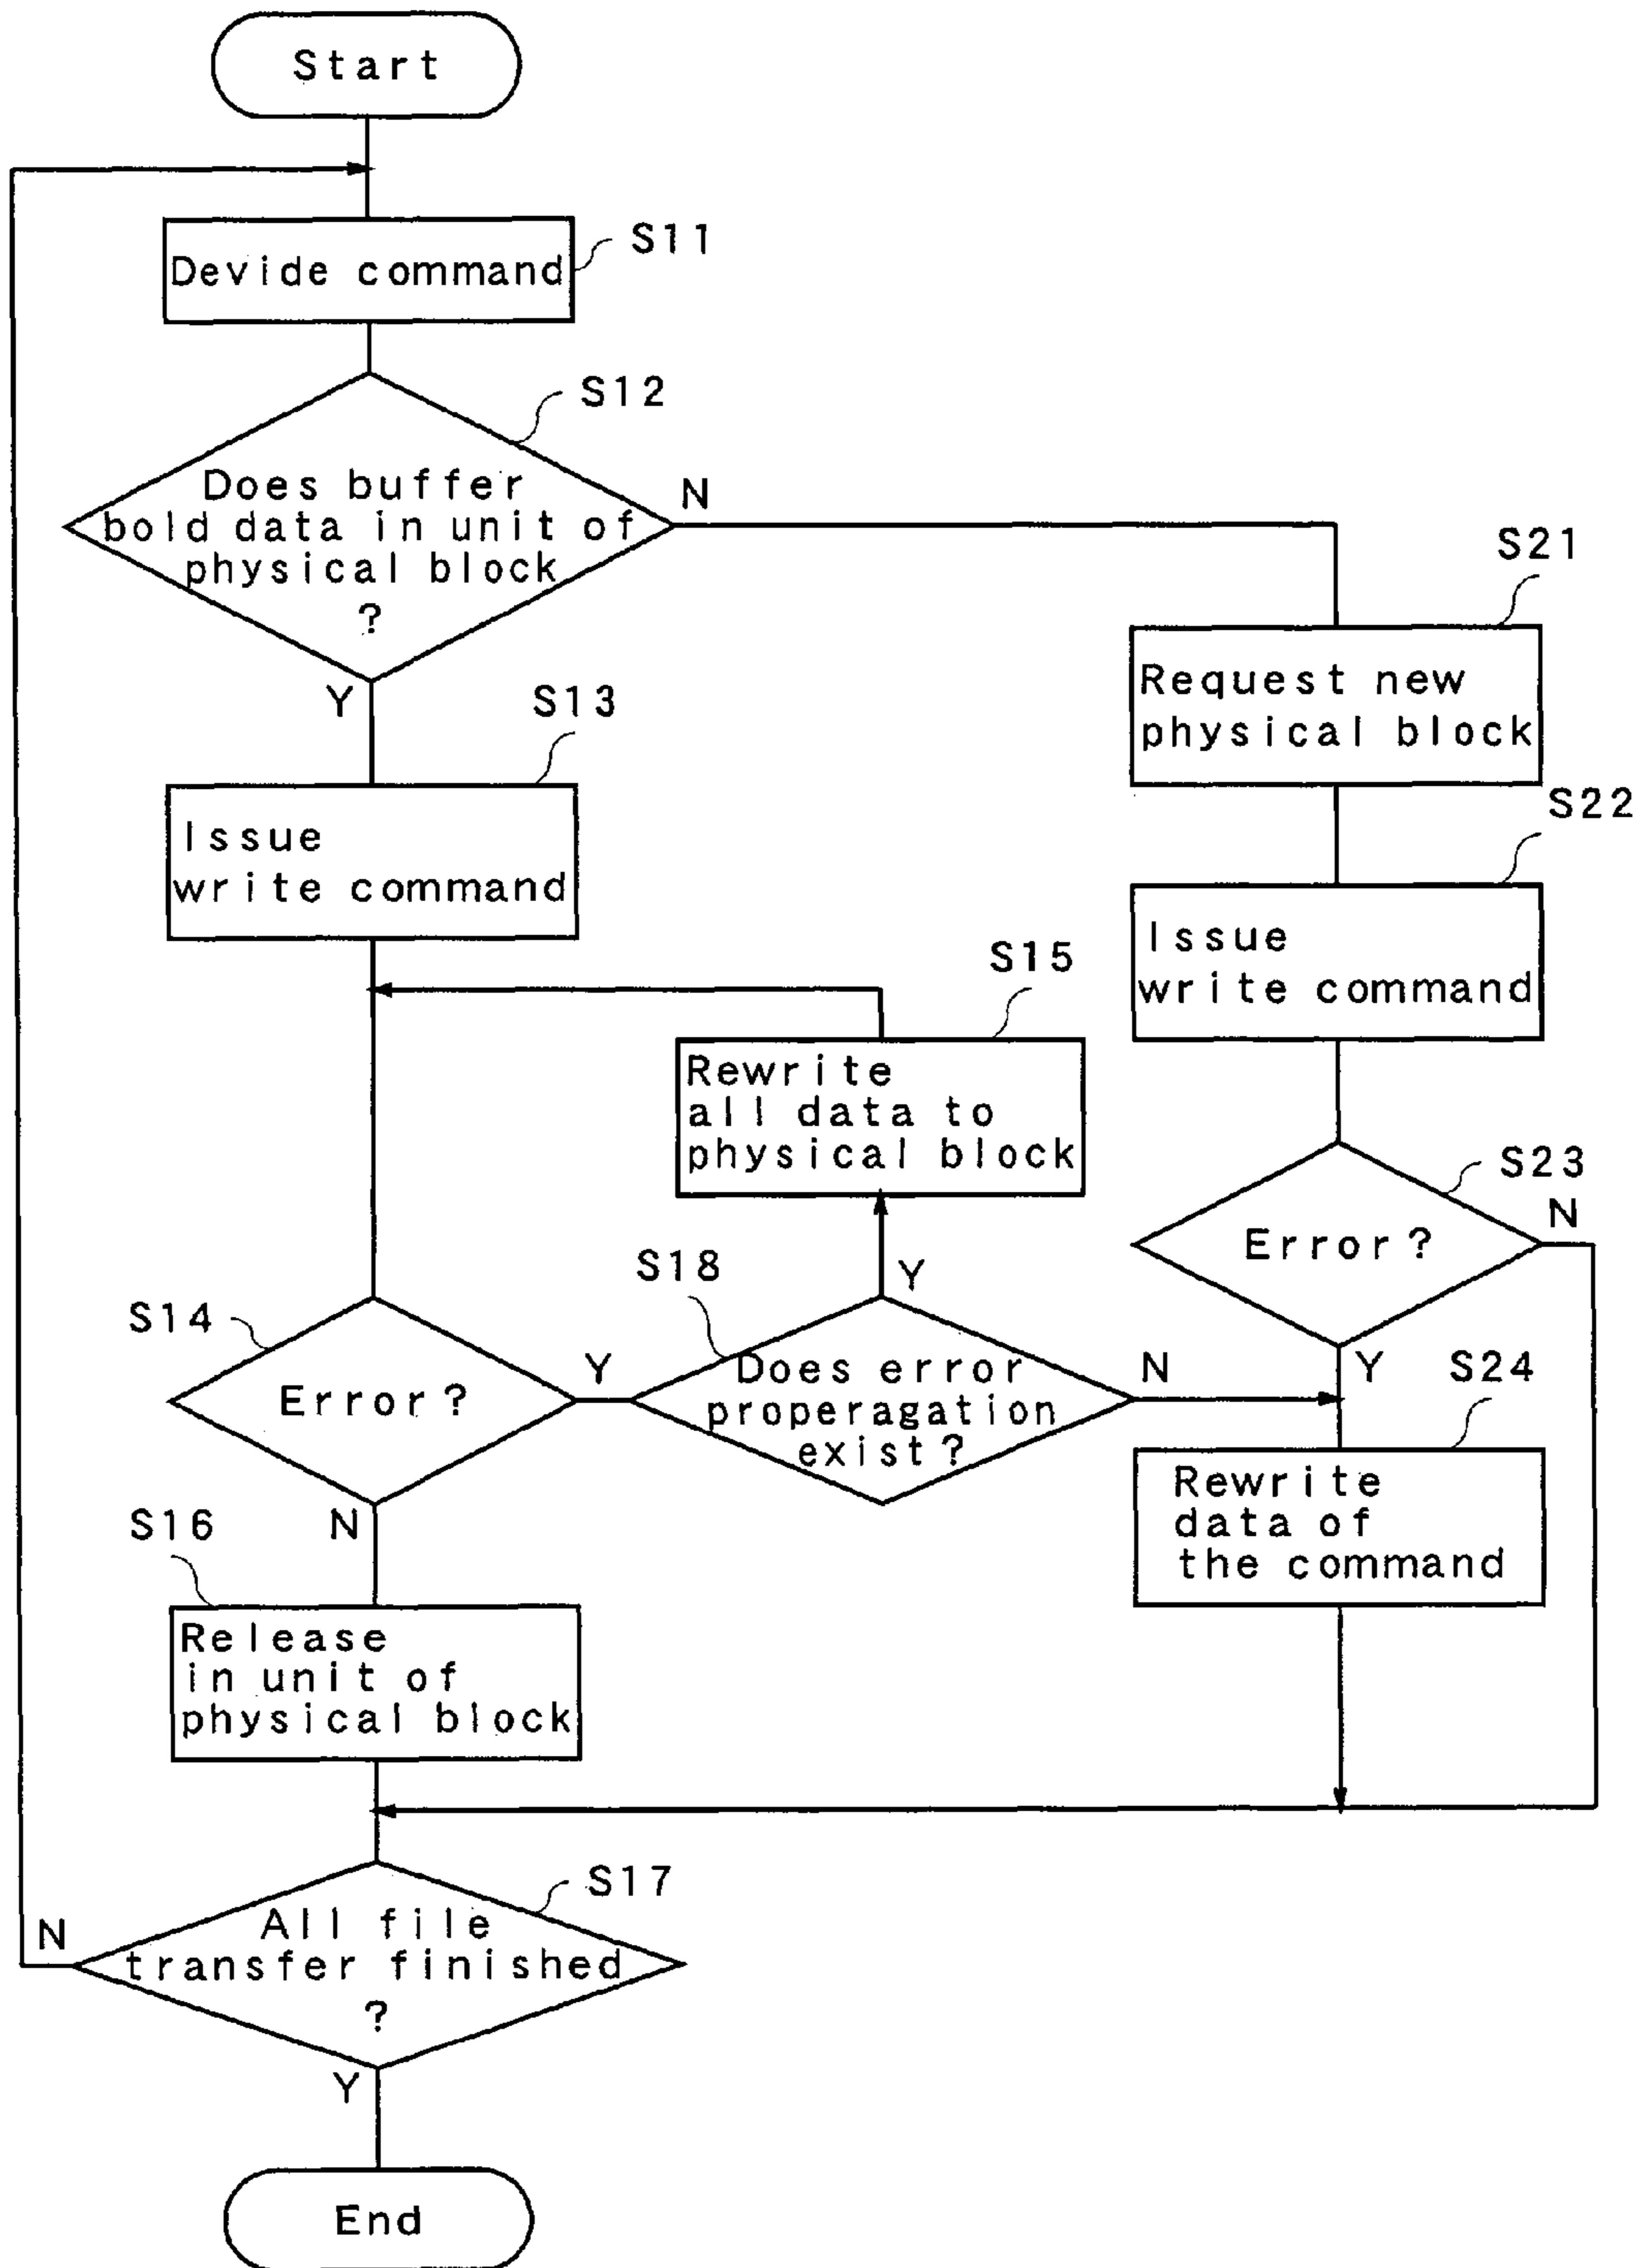 Start
S11
Devide command
S12
Does buffer
bold data in unit of
physical block
?
N
Y
S21
Request new
physical block
S13
Issue
write command
S22
Issue
write command
S15
Rewrite
all data to
physical block
S23
Error?
N
Y
S14
Error?
Y
N
S18
Does error
properagation
exist?
Y
N
S24
Rewrite
data of
the command
S16
Release
in unit of
physical block
S17
All file
transfer finished
?
N
Y
End